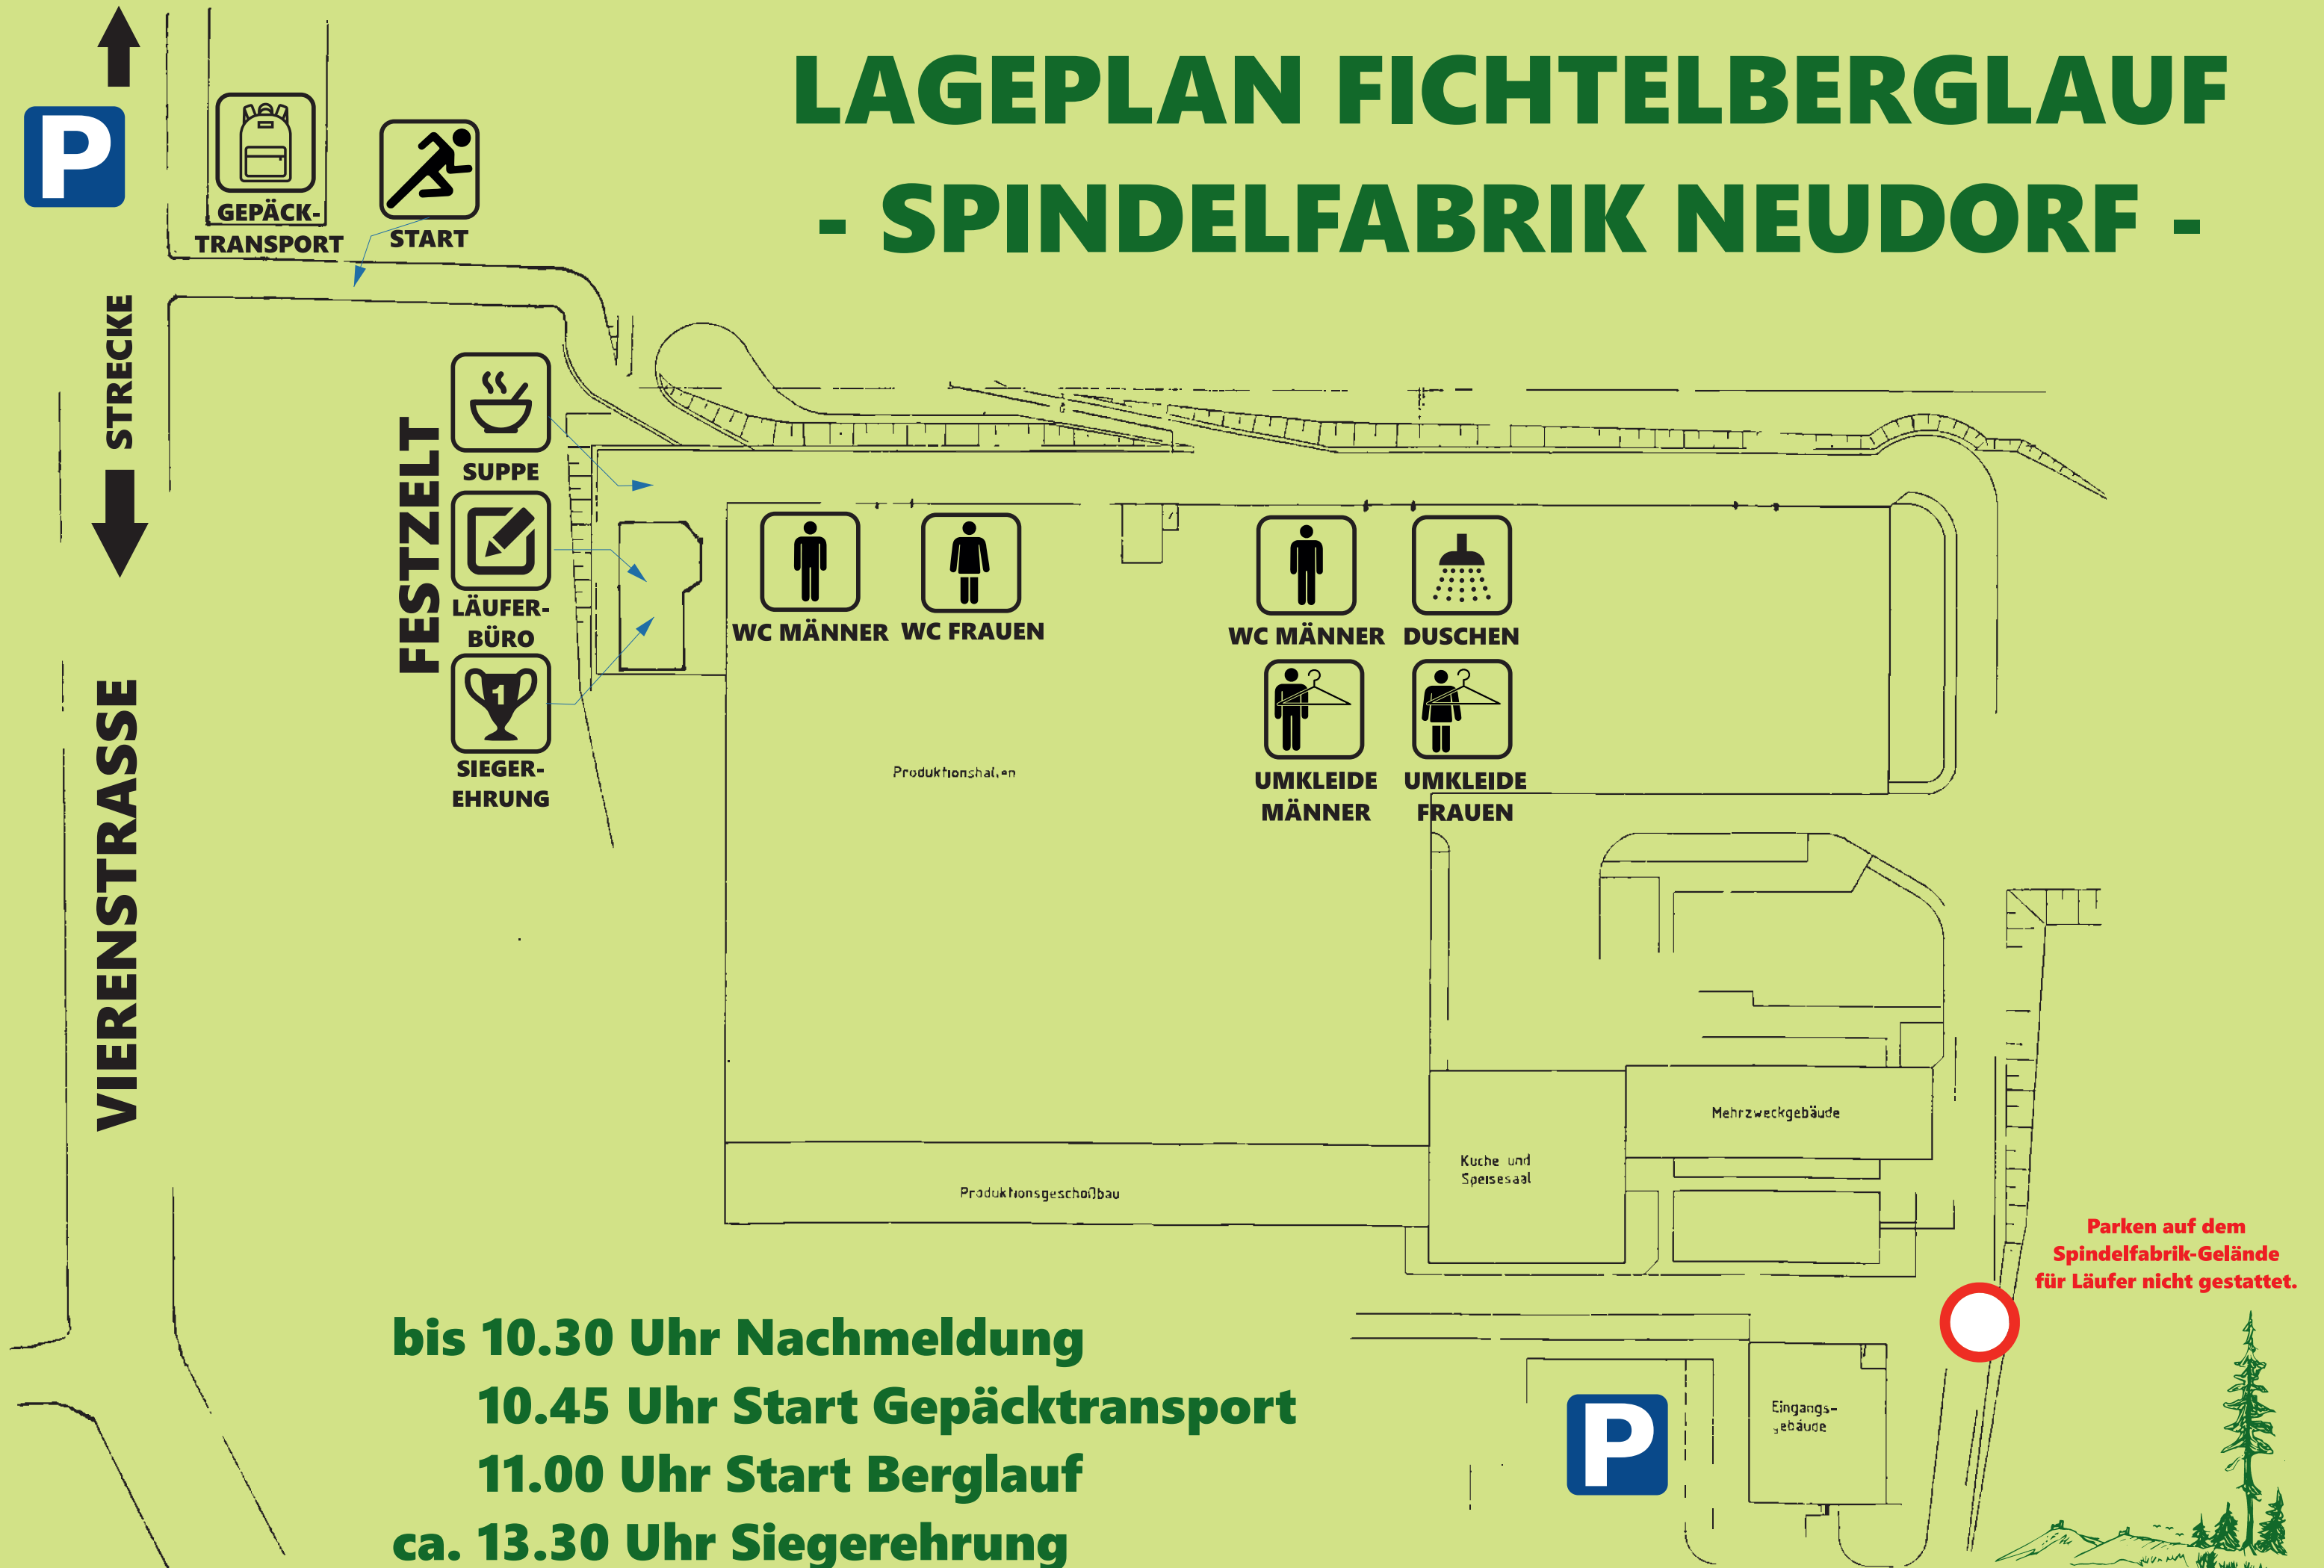 LAGEPLAN FICHTELBERGLAUF
- SPINDELFABRIK NEUDORF -
P
GEPÄCK-
TRANSPORT
START
STRECKE
VIERENSTRASSE
FESTZELT
SUPPE
LÄUFER-
BÜRO
1
SIEGER-
EHRUNG
WC MÄNNER
WC FRAUEN
WC MÄNNER
DUSCHEN
UMKLEIDE
MÄNNER
UMKLEIDE
FRAUEN
Produktionshallen
Produktionsgeschoßbau
Kuche und
Speisesaal
Mehrzweckgebäude
Parken auf dem
Spindelfabrik-Gelände
für Läufer nicht gestattet.
P
Eingangs-
gebäude
bis 10.30 Uhr Nachmeldung
10.45 Uhr Start Gepäcktransport
11.00 Uhr Start Berglauf
ca. 13.30 Uhr Siegerehrung